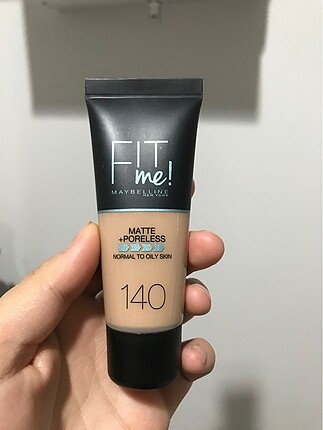 FIT
me!
MAYBELLINE
NEW YORK
MATTE
+PORELESS
NORMAL TO OILY SKIN
140